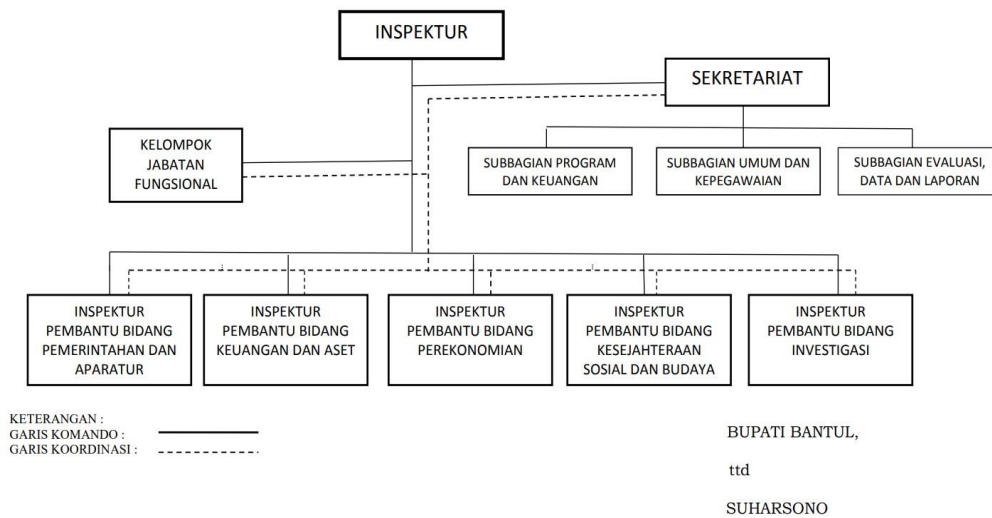 INSPEKTUR
SEKRETARIAT
KELOMPOK
JABATAN
FUNGSIONAL
SUBBAGIAN PROGRAM
DAN KEUANGAN
SUBBAGIAN UMUM DAN
KEPEGAWAIAN
SUBBAGIAN EVALUASI,
DATA DAN LAPORAN
INSPEKTUR
PEMBANTU BIDANG
PEMERINTAHAN DAN
APARATUR
INSPEKTUR
PEMBANTU BIDANG
KEUANGAN DAN ASET
INSPEKTUR
PEMBANTU BIDANG
PEREKONOMIAN
INSPEKTUR
PEMBANTU BIDANG
KESEJAHTERAAN
SOSIAL DAN BUDAYA
INSPEKTUR
PEMBANTU BIDANG
INVESTIGASI
KETERANGAN :
GARIS KOMANDO :
GARIS KOORDINASI :
BUPATI BANTUL,
ttd
SUHARSONO